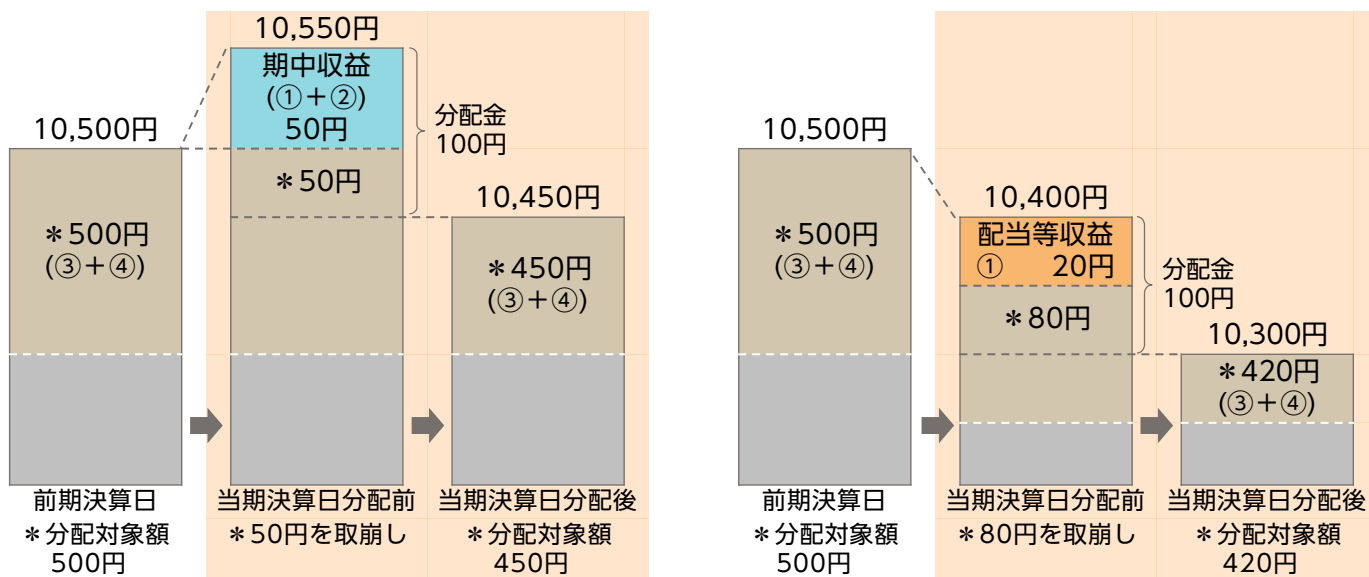 10,550円
期中収益
(①+②)
50円
分配金
100円
10,500円
*50円
10,450円
*500円
(③+④)
*450円
(③+④)
前期決算日
*分配対象額
500円
当期決算日分配前
*50円を取崩し
当期決算日分配後
*分配対象額
450円
10,500円
10,400円
*500円
(③+④)
配当等収益
① 20円
分配金
100円
*80円
10,300円
*420円
(③+④)
前期決算日
*分配対象額
500円
当期決算日分配前
*80円を取崩し
当期決算日分配後
*分配対象額
420円